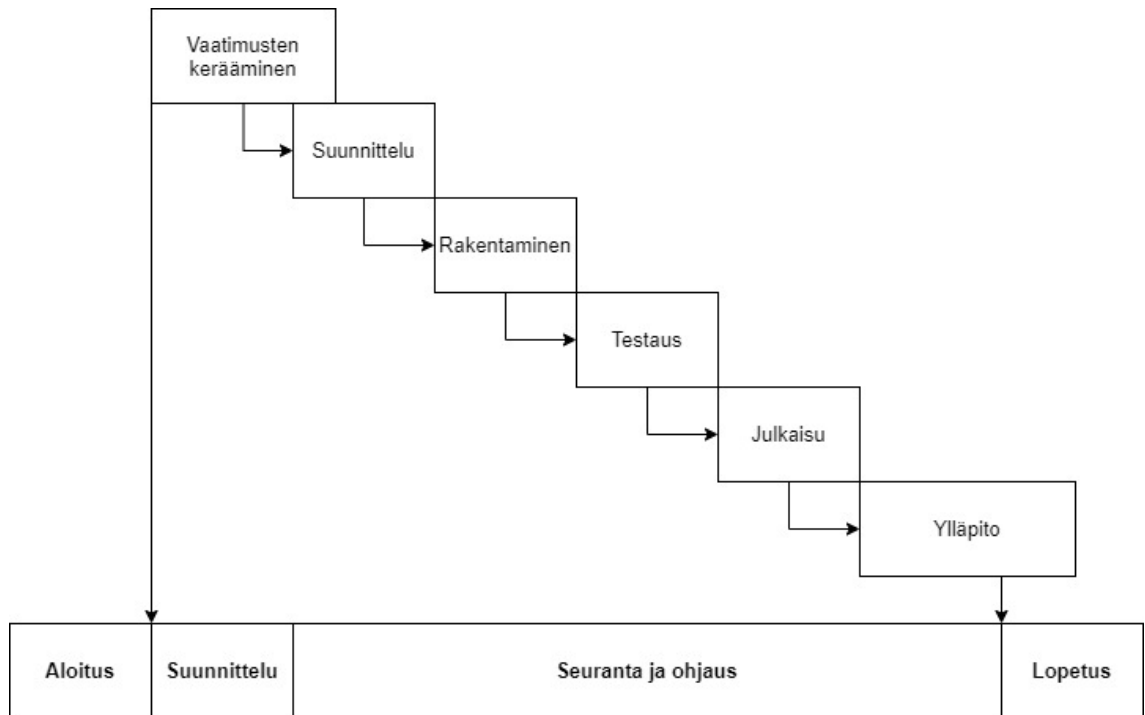 Vaatimusten
kerääminen
Suunnittelu
Rakentaminen
Testaus
Julkaisu
Ylläpito
Aloitus
Suunnittelu
Seuranta ja ohjaus
Lopetus